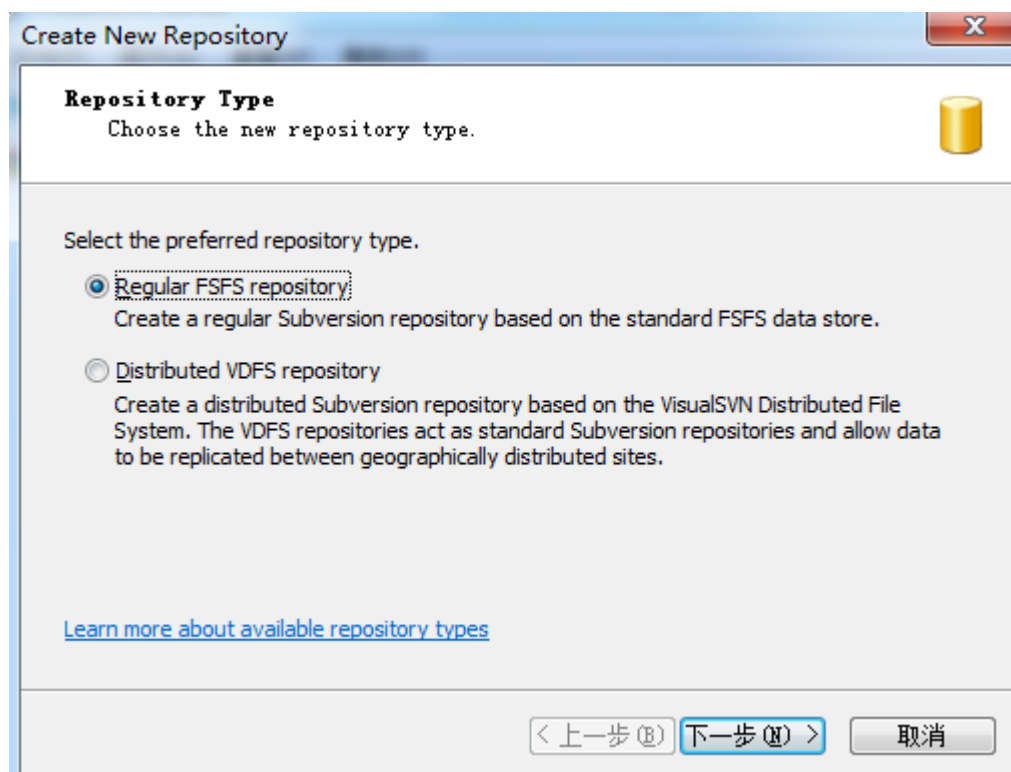 Create New Repository
Repository Type
Choose the new repository type.
Select the preferred repository type.
Regular FSFS repository
Create a regular Subversion repository based on the standard FSFS data store.
Distributed VDFS repository
Create a distributed Subversion repository based on the VisualSVN Distributed File
System. The VDFS repositories act as standard Subversion repositories and allow data
to be replicated between geographically distributed sites.
Learn more about available repository types
< 上一步(B) 下一步(N) > 取消